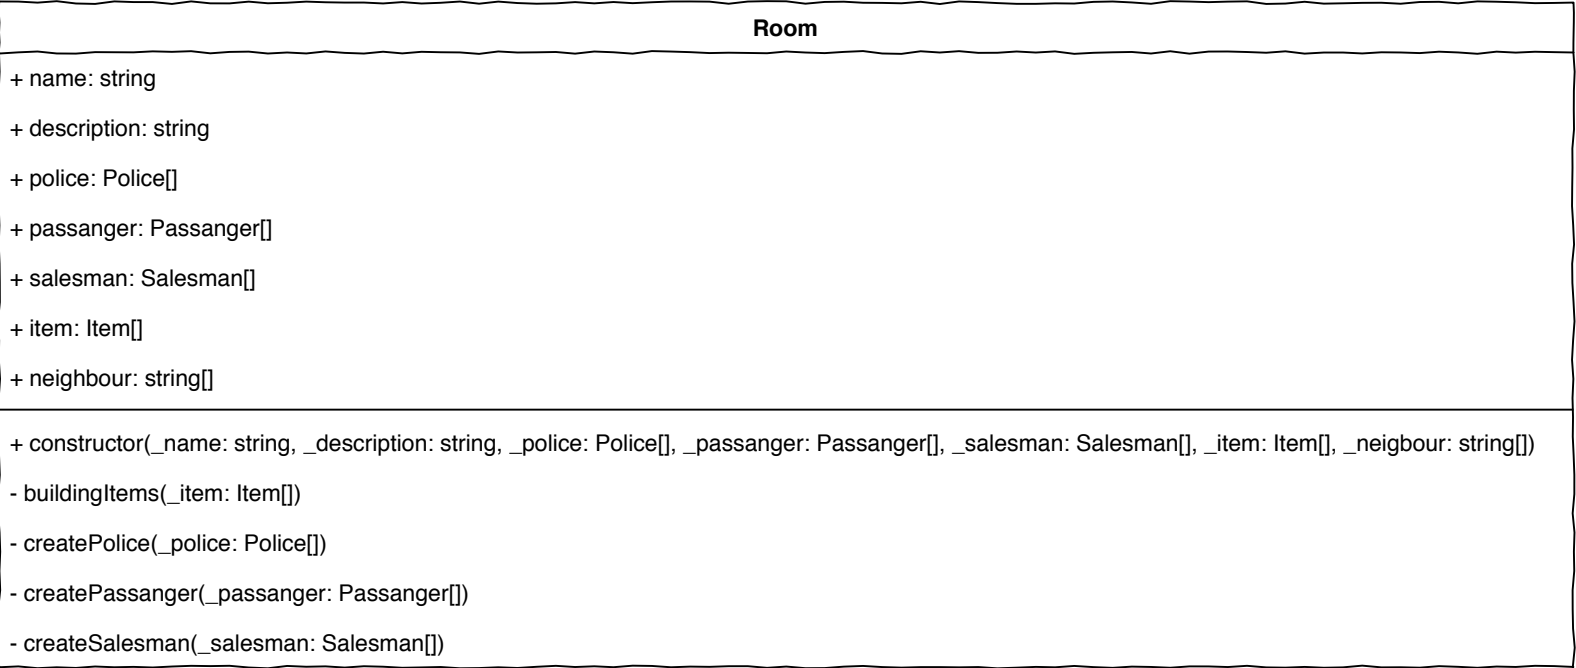 Room
+ name: string
+ description: string
+ police: Police[]
+ passanger: Passanger[]
+ salesman: Salesman[]
+ item: Item[]
+ neighbour: string[]
+ constructor(_name: string, _description: string, _police: Police[], _passanger: Passanger[], _salesman: Salesman[], _item: Item[], _neigbour: string[])
- buildingItems(_item: Item[])
- createPolice(_police: Police[])
- createPassanger(_passanger: Passanger[])
- createSalesman(_salesman: Salesman[])